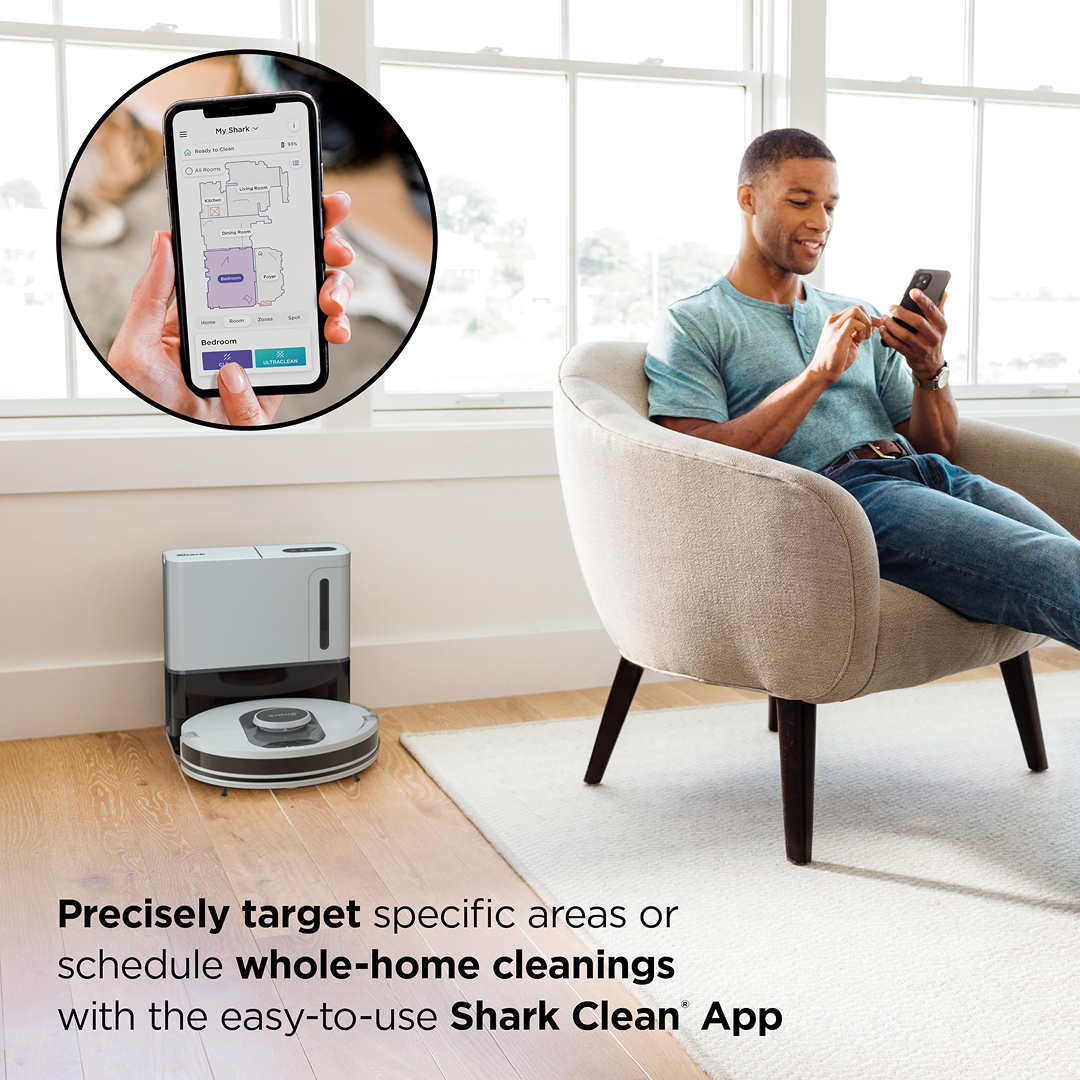 My Shark
Ready to Clean
93%
All Rooms
Living Room
Kitchen
Dining Room
Bedroom
Foyer
Home Room Zones Spot
Bedroom
ULTRACLEAN
Shark
Precisely target specific areas or
schedule whole-home cleanings
with the easy-to-use Shark Clean® App